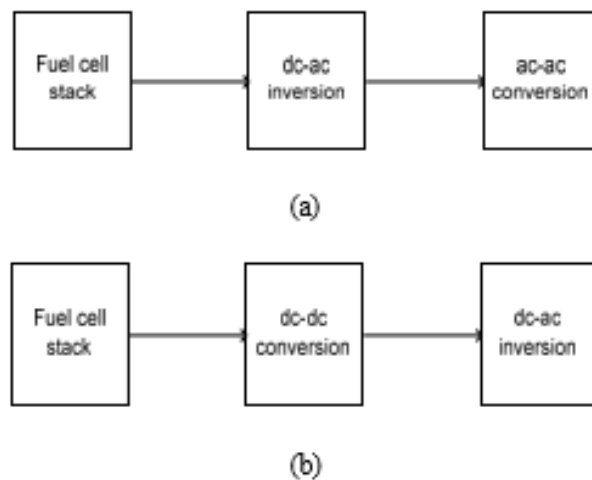 Fuel cell
stack
dc-ac
inversion
ac-ac
conversion
(a)
Fuel cell
stack
dc-dc
conversion
dc-ac
inversion
(b)